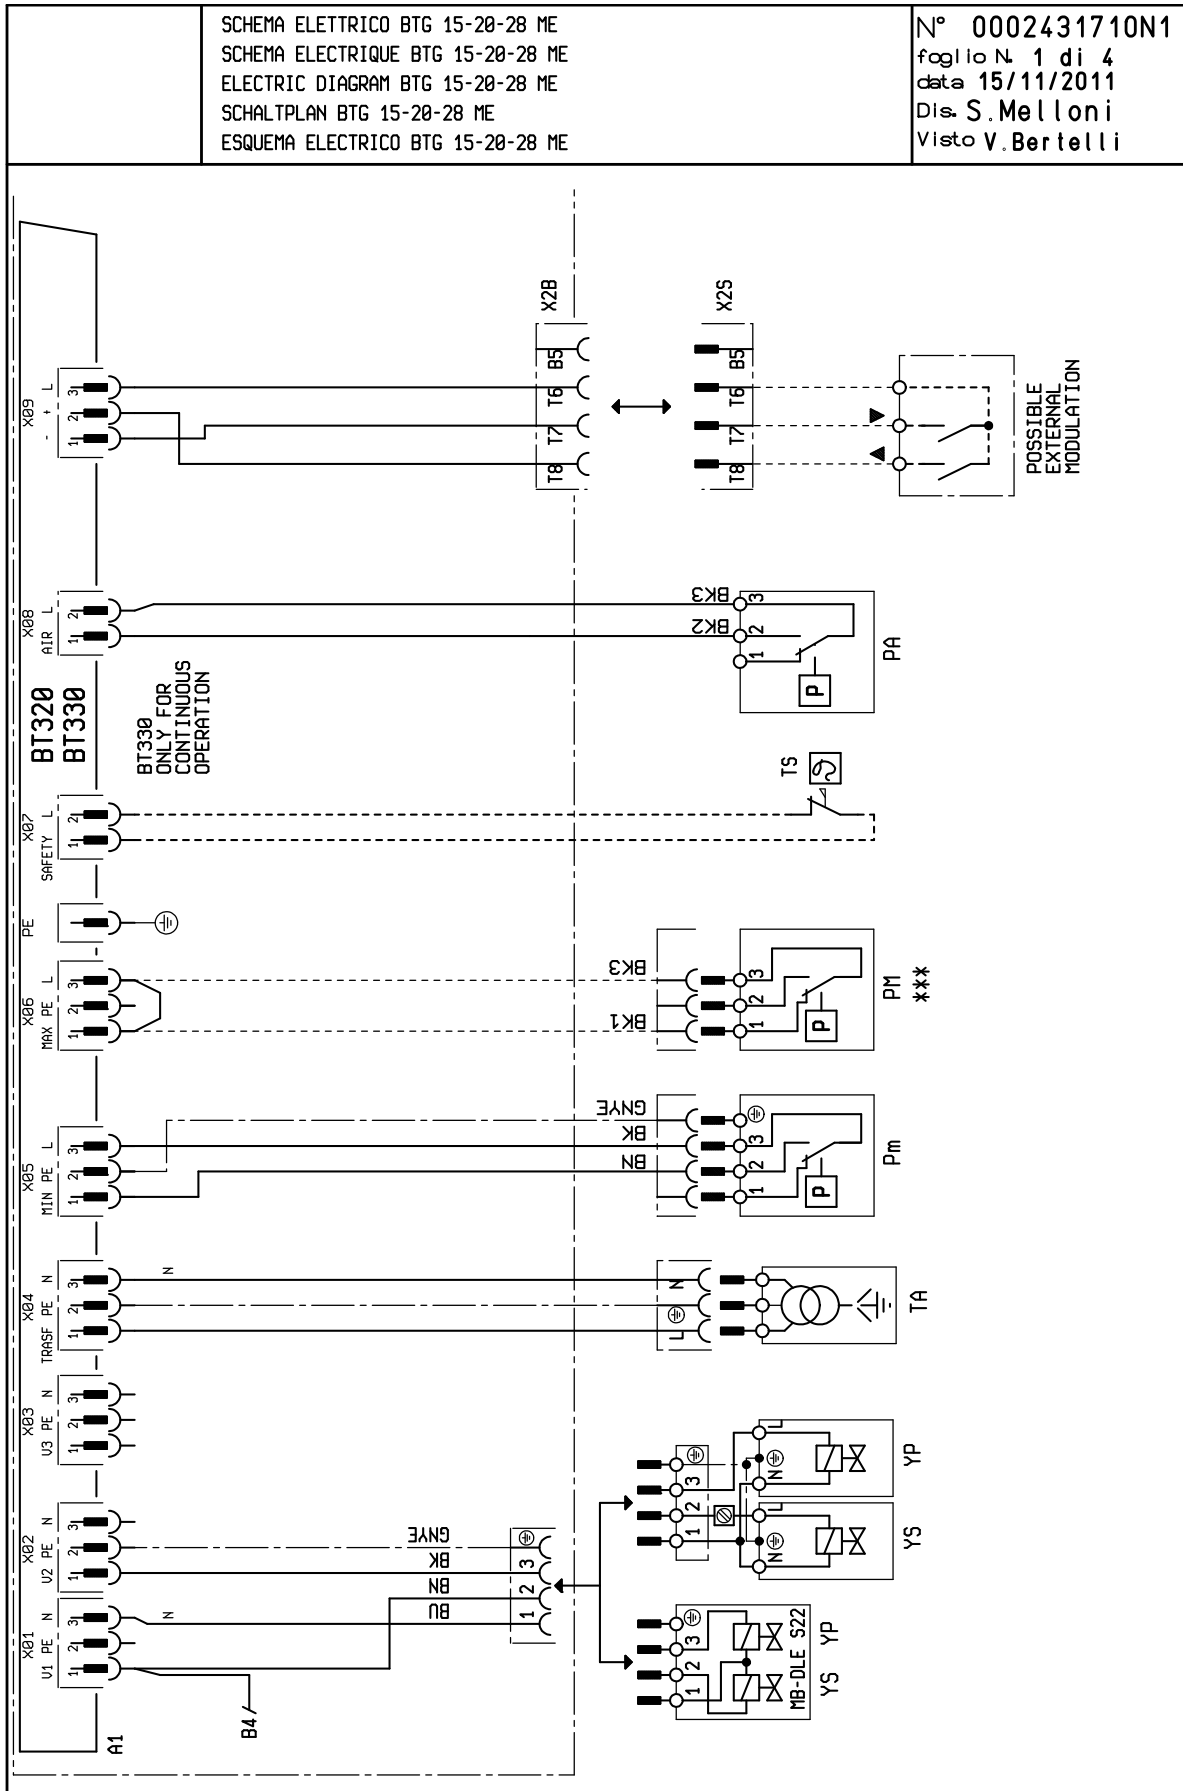 SCHEMA ELETTRICO BTG 15-20-28 ME
SCHEMA ELECTRIQUE BTG 15-20-28 ME
ELECTRIC DIAGRAM BTG 15-20-28 ME
SCHALTPLAN BTG 15-20-28 ME
ESQUEMA ELECTRICO BTG 15-20-28 ME
N° 0002431710N1
foglio N. 1 di 4
data 15/11/2011
Dis. S.Melloni
Visto V.Bertelli
X09
- + L
1 2 3
X2B
T8 T7 T6 B5
X2S
T8 T7 T6 B5
POSSIBLE
EXTERNAL
MODULATION
X08
AIR L
1 2
BK2
BK3
1 2 3
P
PA
BT320
BT330
BT330
ONLY FOR
CONTINUOUS
OPERATION
X07
SAFETY L
1 2
TS
PE
X06
MAX PE L
1 2 3
BK1
BK3
1 2 3
P
PM
***
X05
MIN PE L
1 2 3
BN
BK
GNYE
1 2 3
P
Pm
X04
TRASF PE N
1 2 3
N
L N
TA
X03
V3 PE N
1 2 3
X02
V2 PE N
1 2 3
GNYE
BK
BN
BU
1 2 3
X01
V1 PE N
1 2 3
N
B4
A1
1 2 3
MB-DLE S22
YS YP
1 2 3
N L
YS
N L
YP